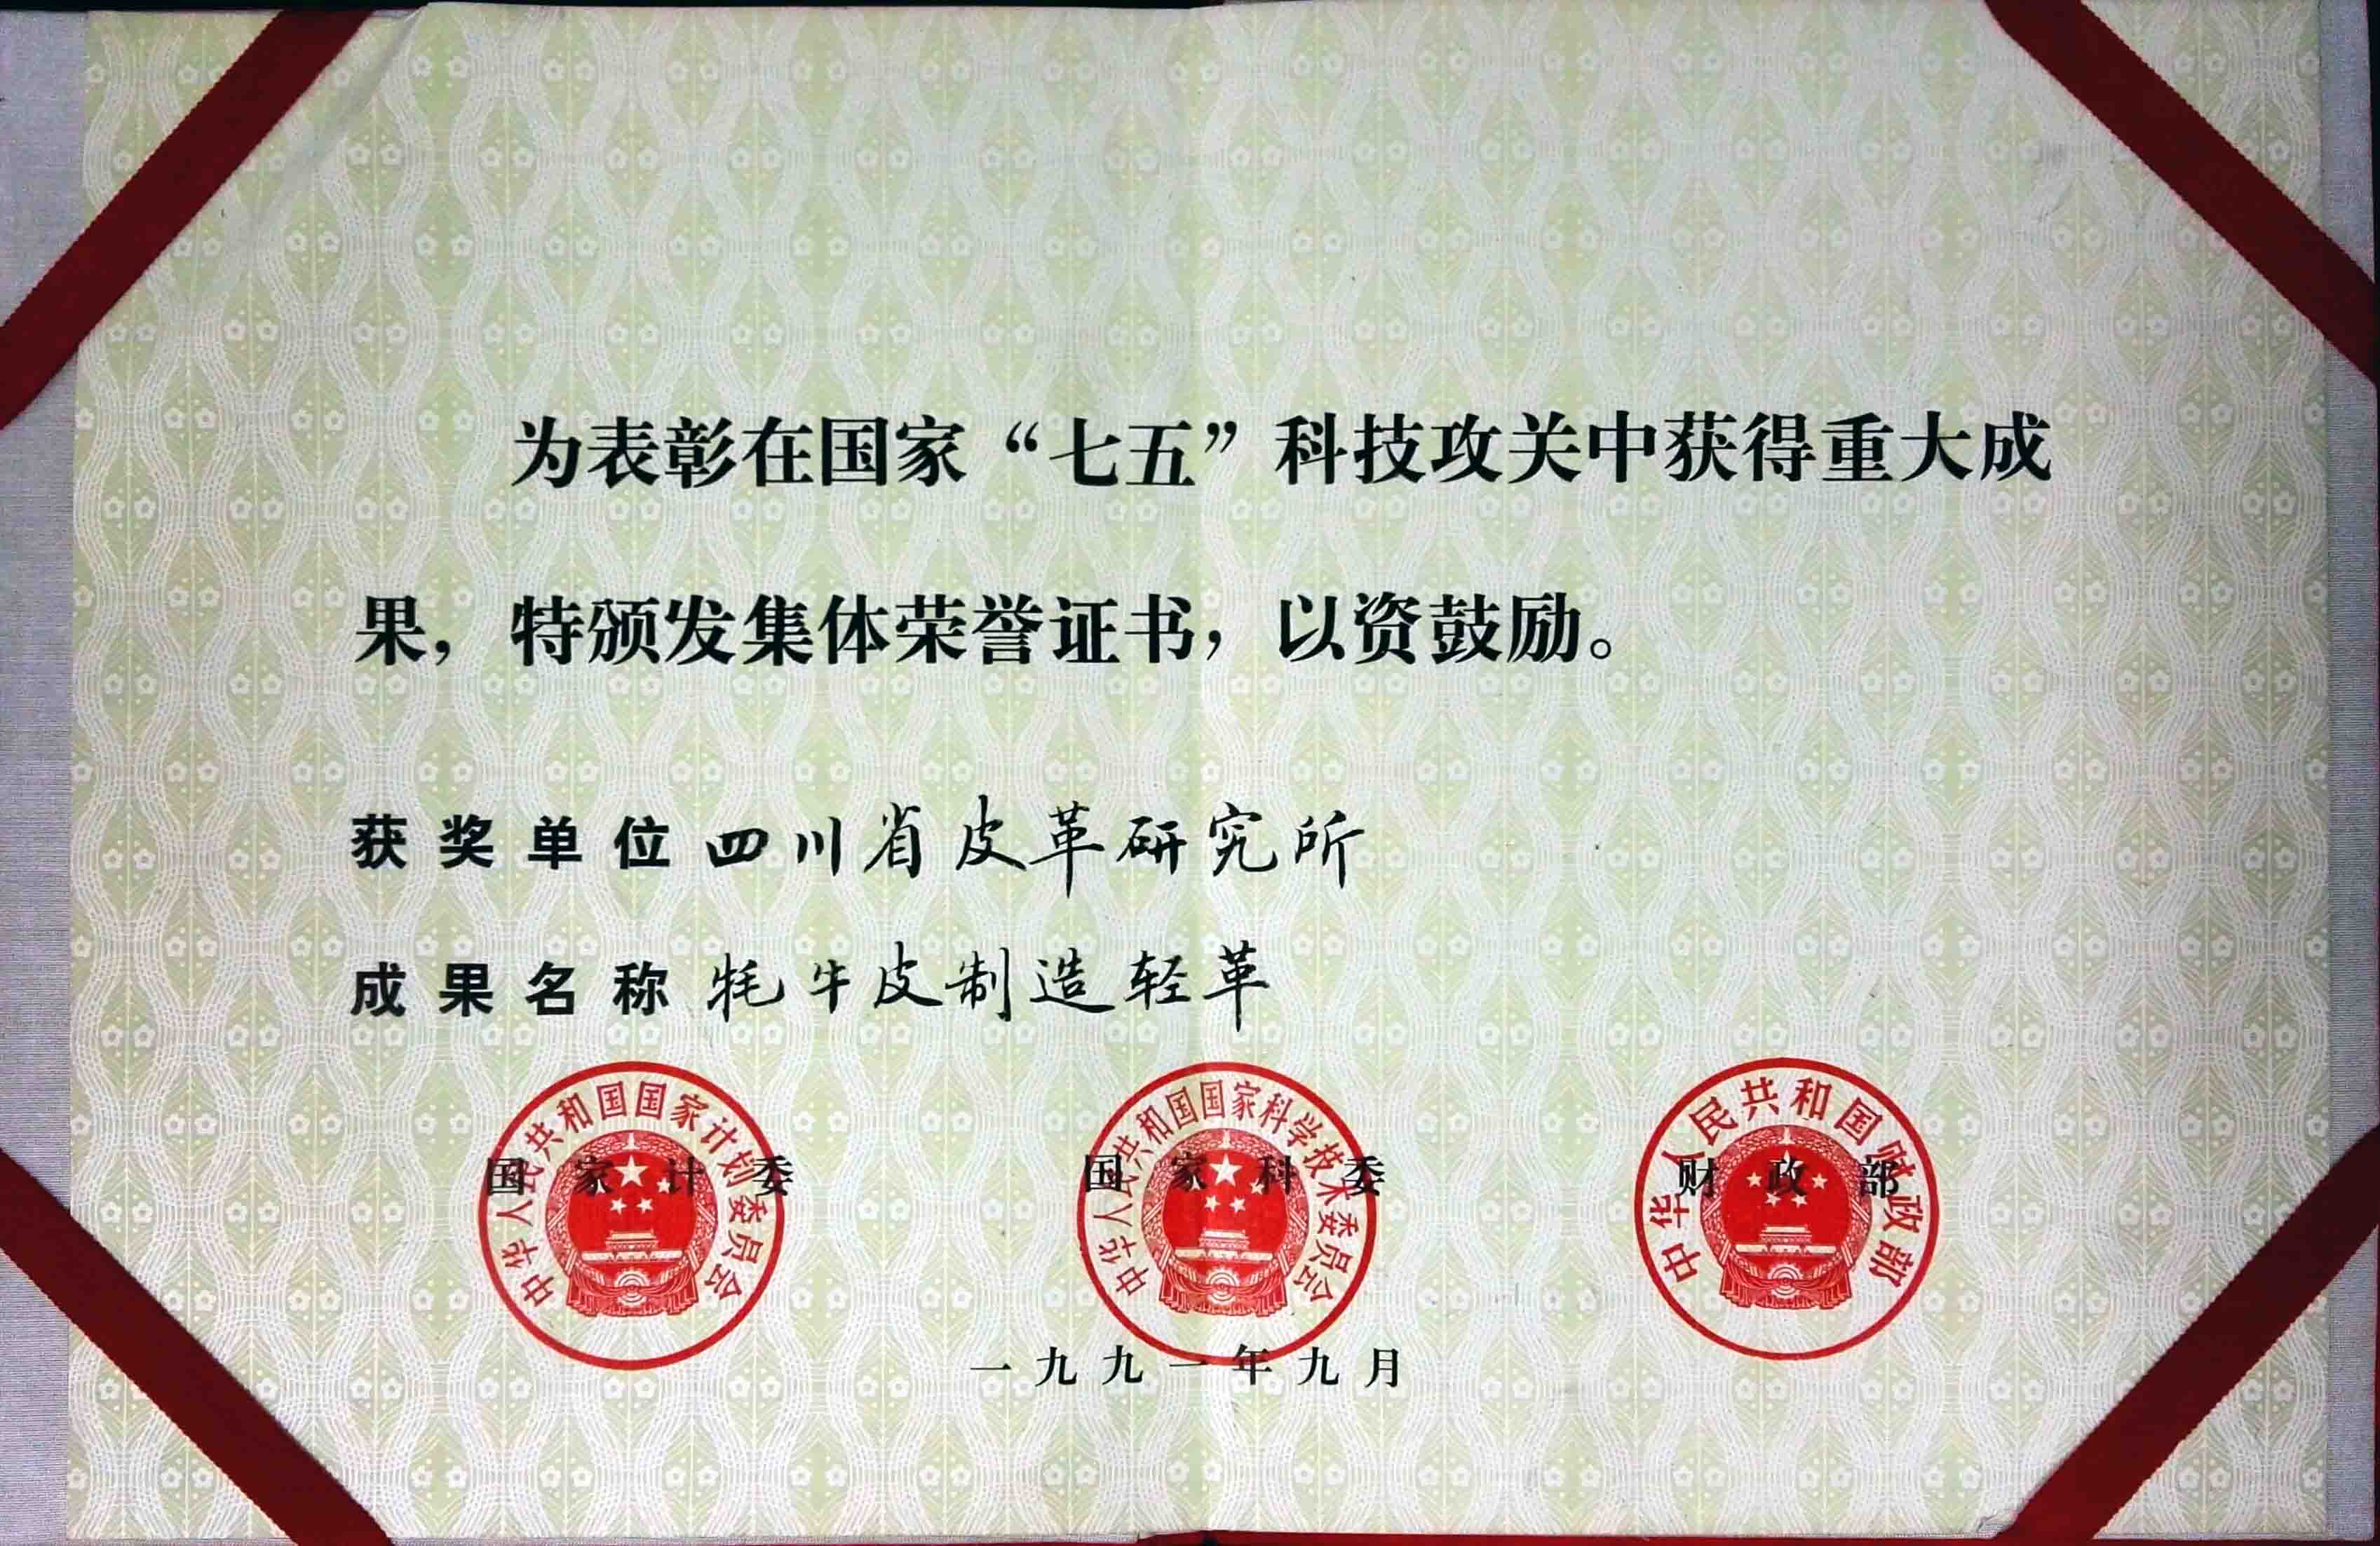 为表彰在国家“七五”科技攻关中获得重大成
果，特颁发集体荣誉证书，以资鼓励。
获奖单位 四川省皮革研究所
成果名称 牦牛皮制造轻革
中华人民共和国国家计划委员会
国家计委
中华人民共和国国家科学技术委员会
国家科委
中华人民共和国财政部
财政部
一九九一年九月